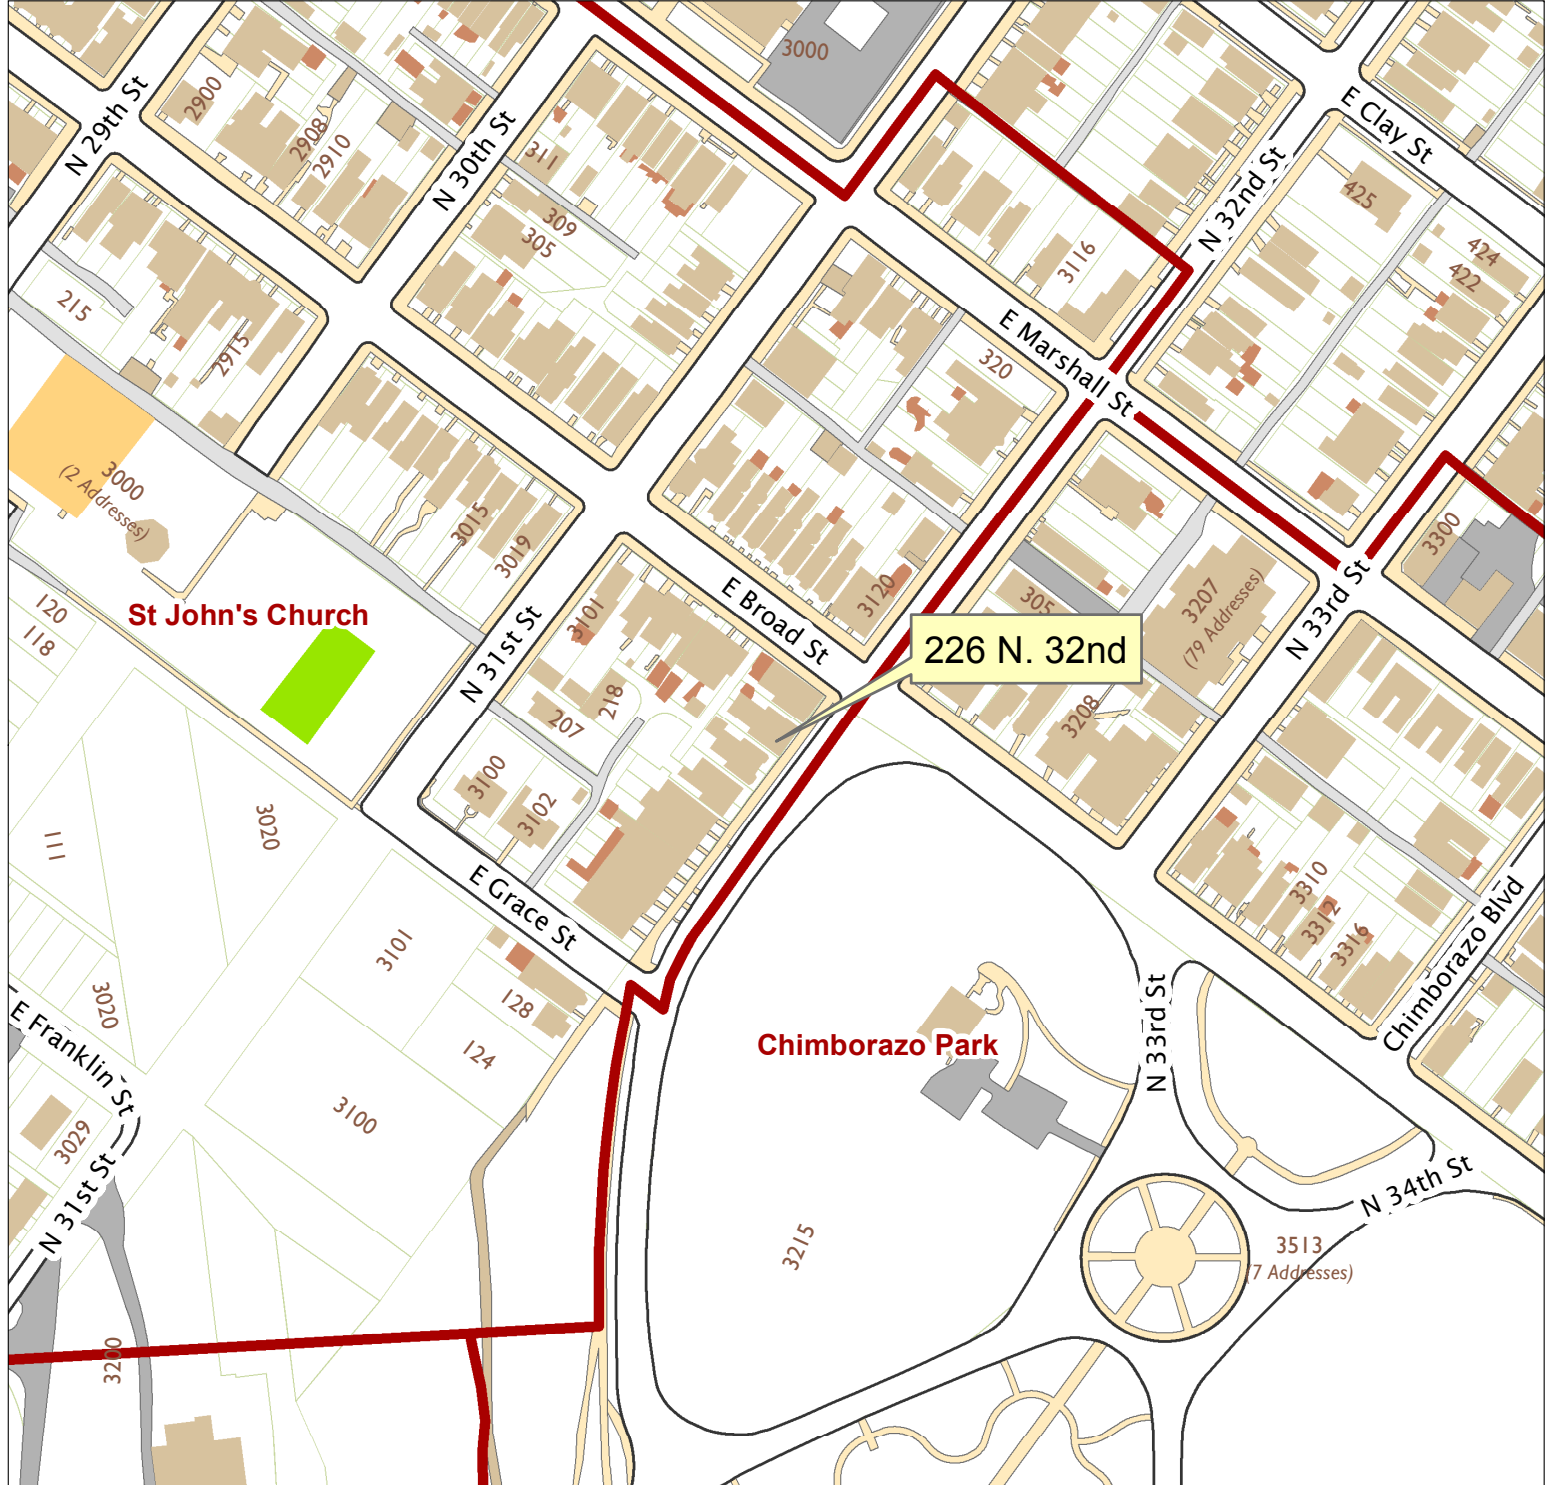 3000
2900
N 29th St
2908
2910
N 30th St
311
309
305
E Clay St
N 32nd St
425
424
422
3116
215
2915
E Marshall St
320
3000
(2 Addresses)
3015
3019
3300
120
118
St John's Church
N 31st St
3101
E Broad St
3120
305
3207
(79 Addresses)
N 33rd St
226 N. 32nd
218
207
3208
3100
3102
3020
111
E Grace St
3310
3312
3316
Chimborazo Blvd
3101
3020
128
E Franklin St
124
Chimborazo Park
N 33rd St
3100
3029
N 31st St
N 34th St
3215
3513
(7 Addresses)
3200